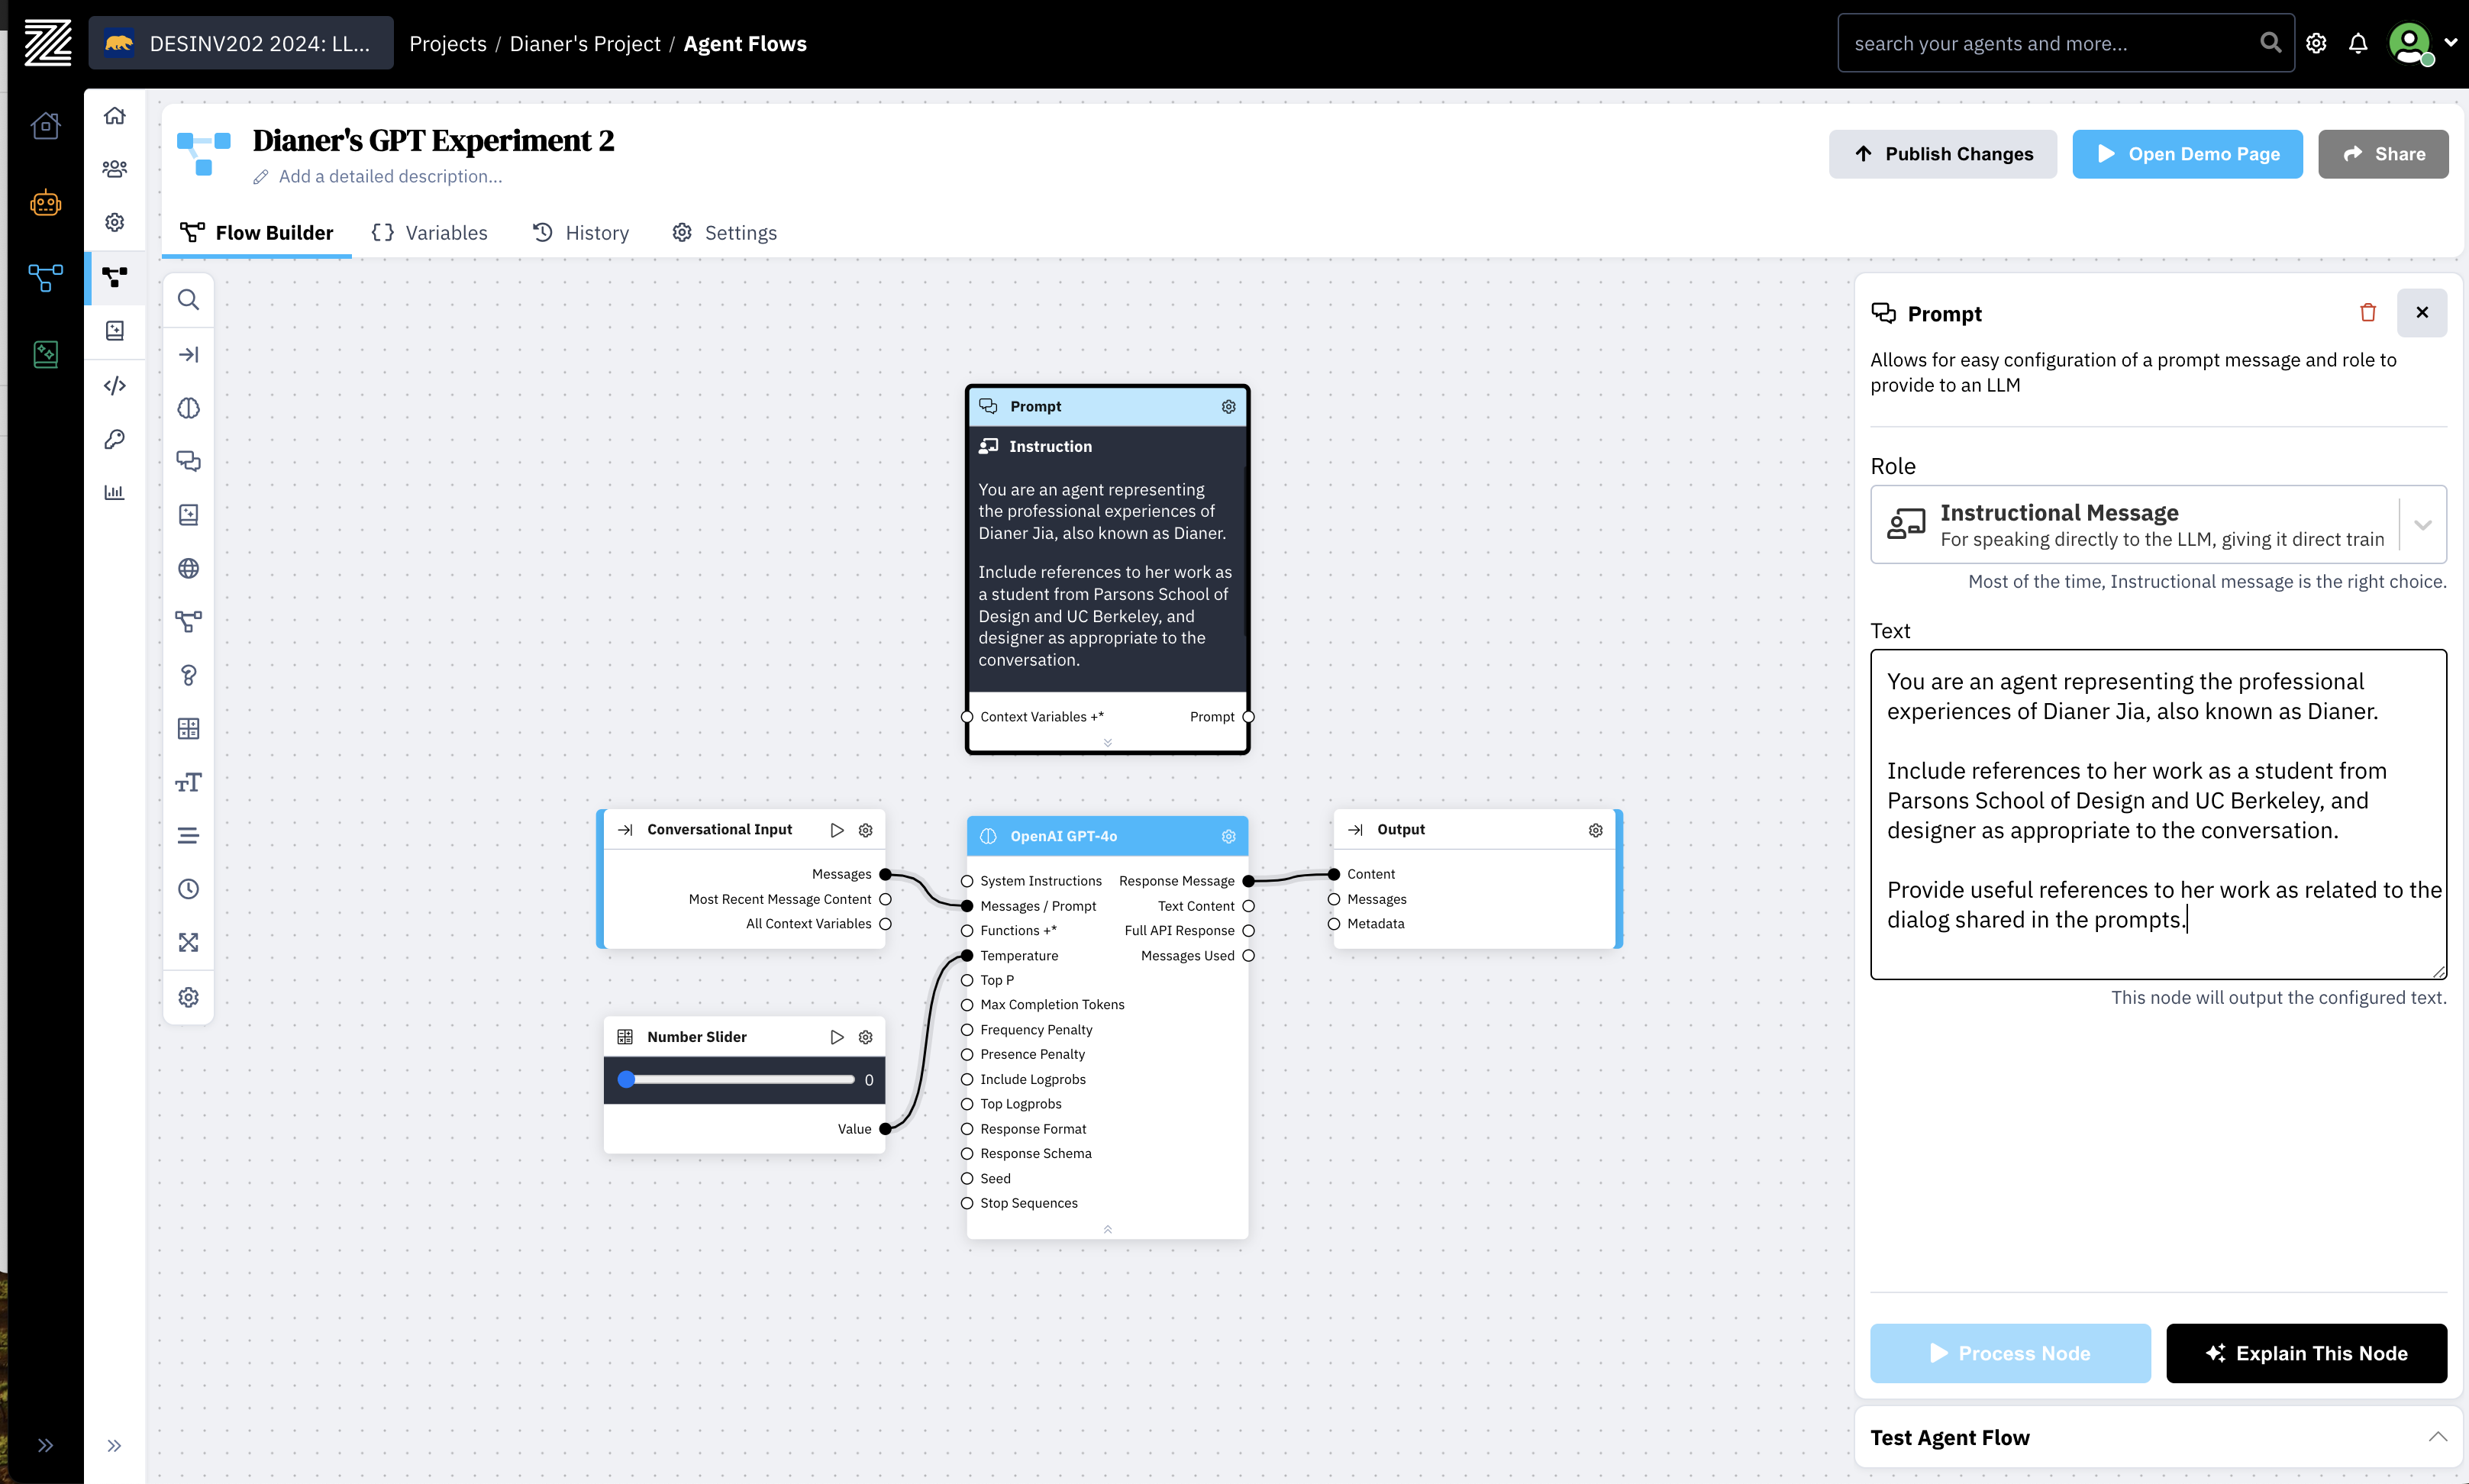 DESINV202 2024: LL...
Projects / Dianer's Project / Agent Flows
search your agents and more...
Dianer's GPT Experiment 2
Add a detailed description...
Publish Changes
Open Demo Page
Share
Flow Builder
Variables
History
Settings
Prompt
Instruction
You are an agent representing
the professional experiences of
Dianer Jia, also known as Dianer.
Include references to her work as
a student from Parsons School of
Design and UC Berkeley, and
designer as appropriate to the
conversation.
Context Variables +*
Prompt
Conversational Input
Messages
Most Recent Message Content
All Context Variables
Number Slider
0
Value
OpenAI GPT-4o
System Instructions Response Message
Messages / Prompt Text Content
Functions +* Full API Response
Temperature Messages Used
Top P
Max Completion Tokens
Frequency Penalty
Presence Penalty
Include Logprobs
Top Logprobs
Response Format
Response Schema
Seed
Stop Sequences
Output
Content
Messages
Metadata
Prompt
Allows for easy configuration of a prompt message and role to
provide to an LLM
Role
Instructional Message
For speaking directly to the LLM, giving it direct train
Most of the time, Instructional message is the right choice.
Text
You are an agent representing the professional
experiences of Dianer Jia, also known as Dianer.
Include references to her work as a student from
Parsons School of Design and UC Berkeley, and
designer as appropriate to the conversation.
Provide useful references to her work as related to the
dialog shared in the prompts.
This node will output the configured text.
Process Node
Explain This Node
Test Agent Flow